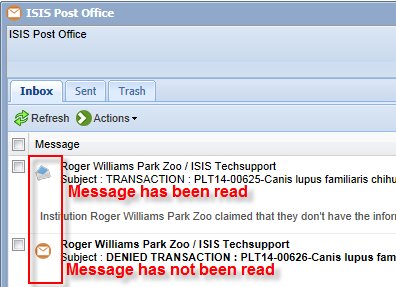 ISIS Post Office
ISIS Post Office
Inbox Sent Trash
Refresh Actions
Message
Roger Williams Park Zoo / ISIS Techsupport
Subject : TRANSACTION : PLT14-00625-Canis lupus familiaris chihu
Message has been read
Institution Roger Williams Park Zoo claimed that they don't have the infor
Roger Williams Park Zoo / ISIS Techsupport
Subject : DENIED TRANSACTION : PLT14-00626-Canis lupus fam
Message has not been read